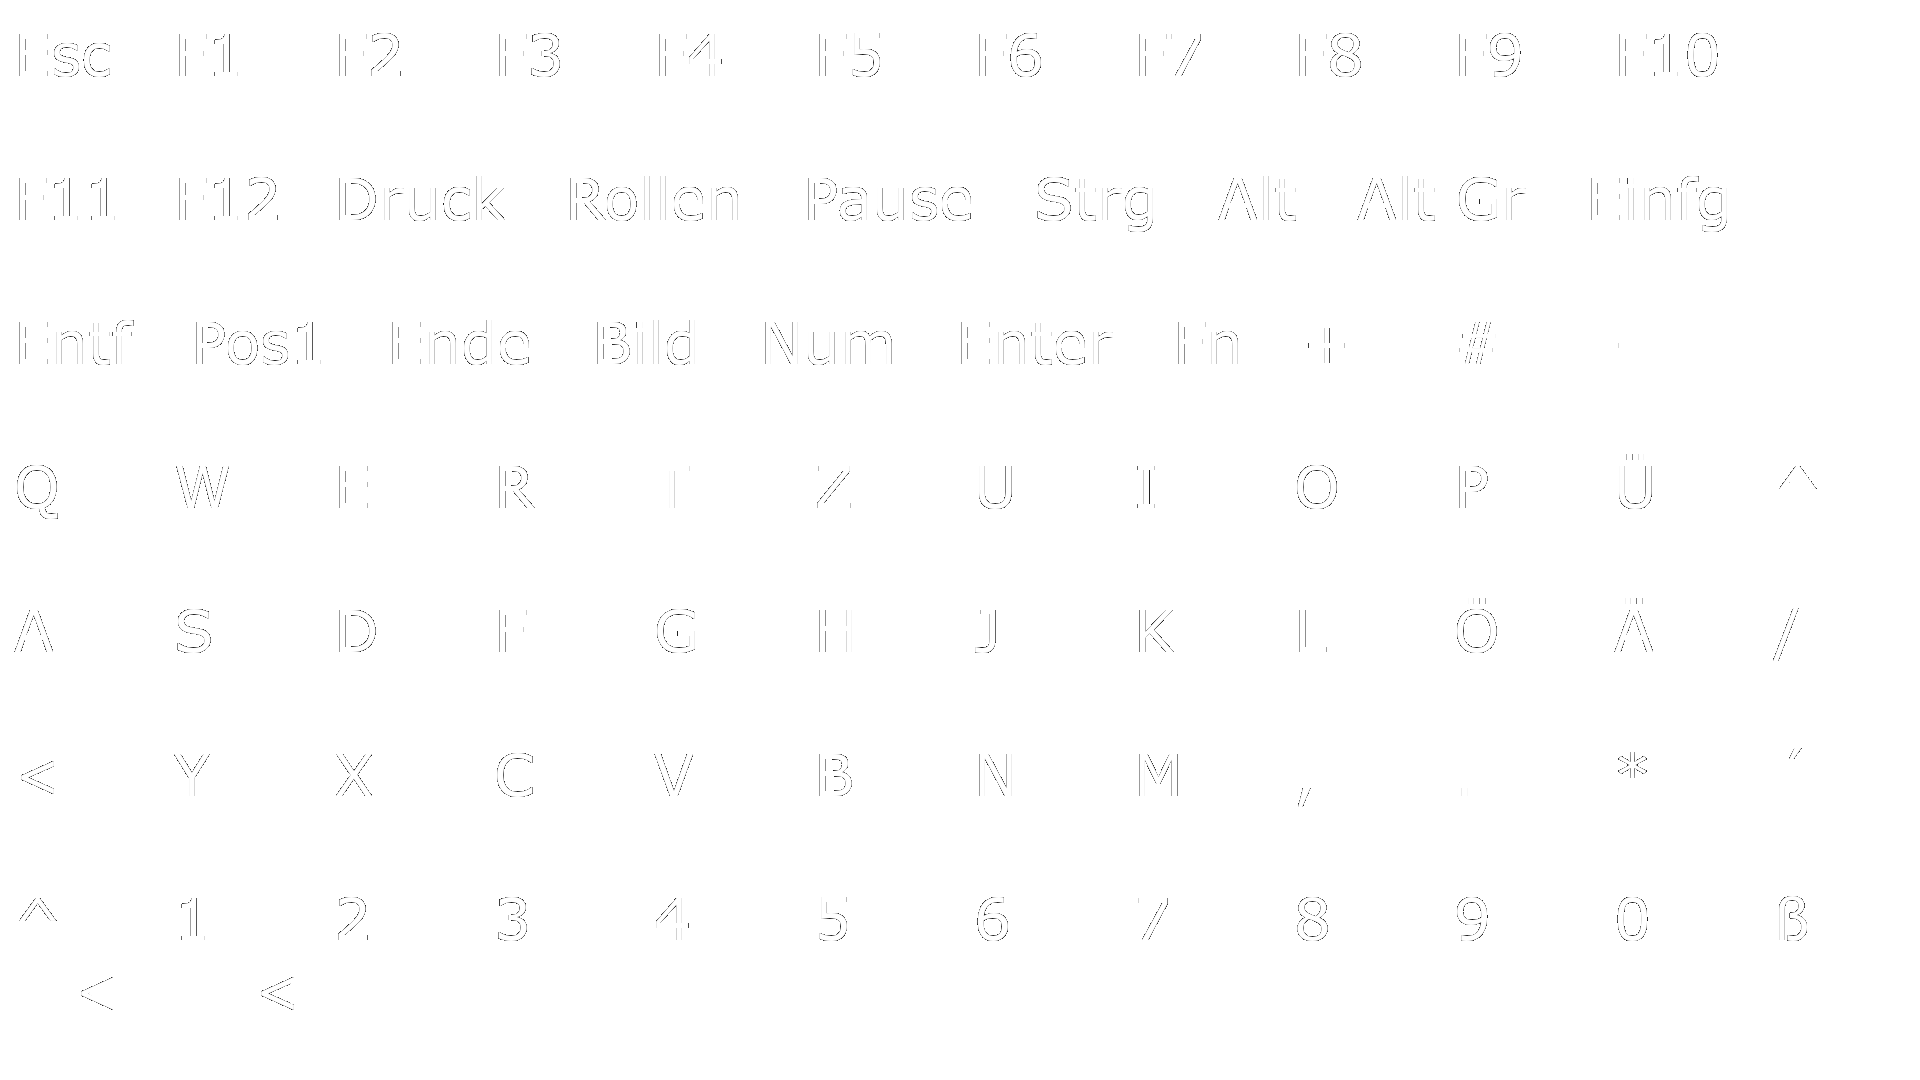 Esc F1 F2 F3 F4 F5 F6 F7 F8 F9 F10
F11 F12 Druck Rollen Pause Strg Alt Alt Gr Einfg
Entf Pos1 Ende Bild Num Enter Fn + # -
Q W E R T Z U I O P Ü ^
A S D F G H J K L Ö Ä /
< Y X C V B N M , . * ´
^ 1 2 3 4 5 6 7 8 9 0 ß
< <